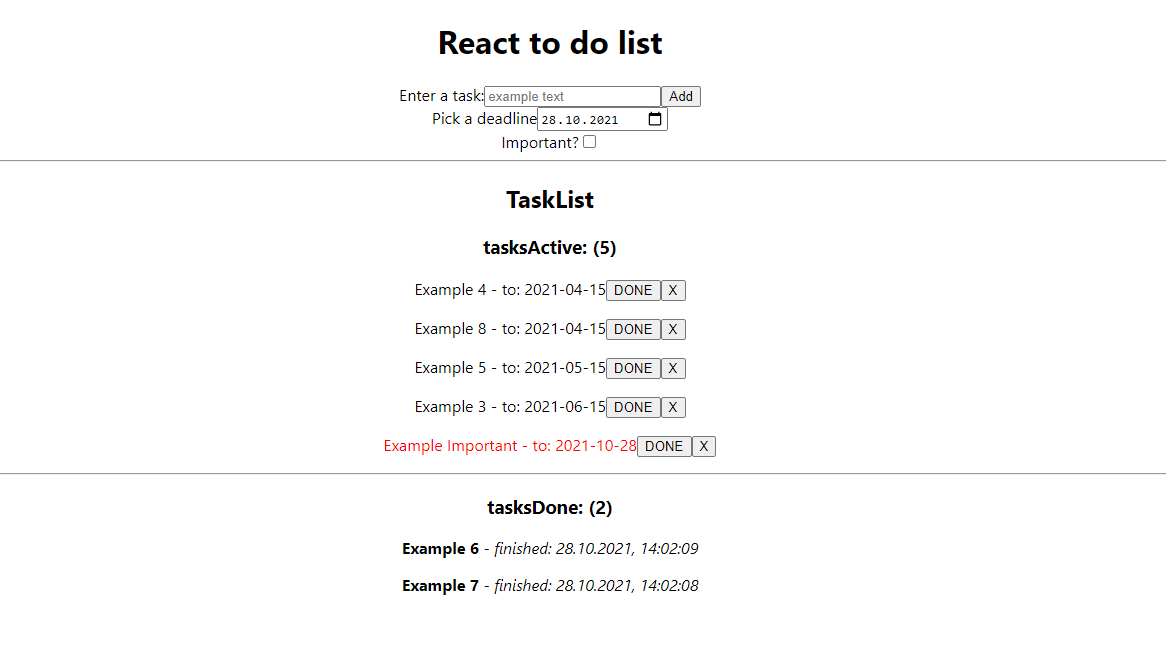 React to do list
Enter a task: example text Add
Pick a deadline 28.10.2021
Important?
TaskList
tasksActive: (5)
Example 4 - to: 2021-04-15 DONE X
Example 8 - to: 2021-04-15 DONE X
Example 5 - to: 2021-05-15 DONE X
Example 3 - to: 2021-06-15 DONE X
Example Important - to: 2021-10-28 DONE X
tasksDone: (2)
Example 6 - finished: 28.10.2021, 14:02:09
Example 7 - finished: 28.10.2021, 14:02:08